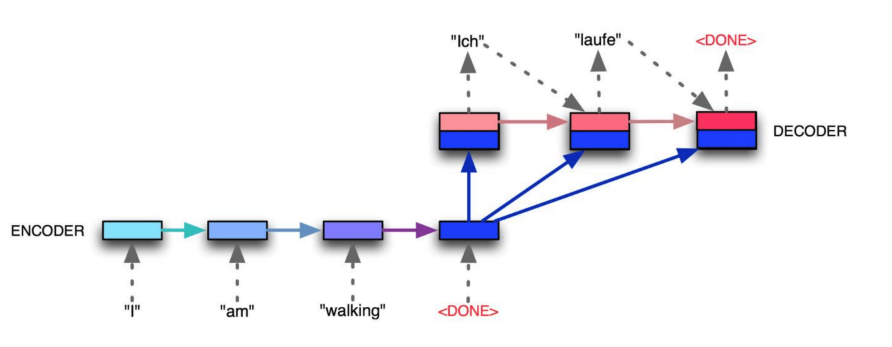 "Ich"
"laufe"
<DONE>
DECODER
ENCODER
"I"
"am"
"walking"
<DONE>